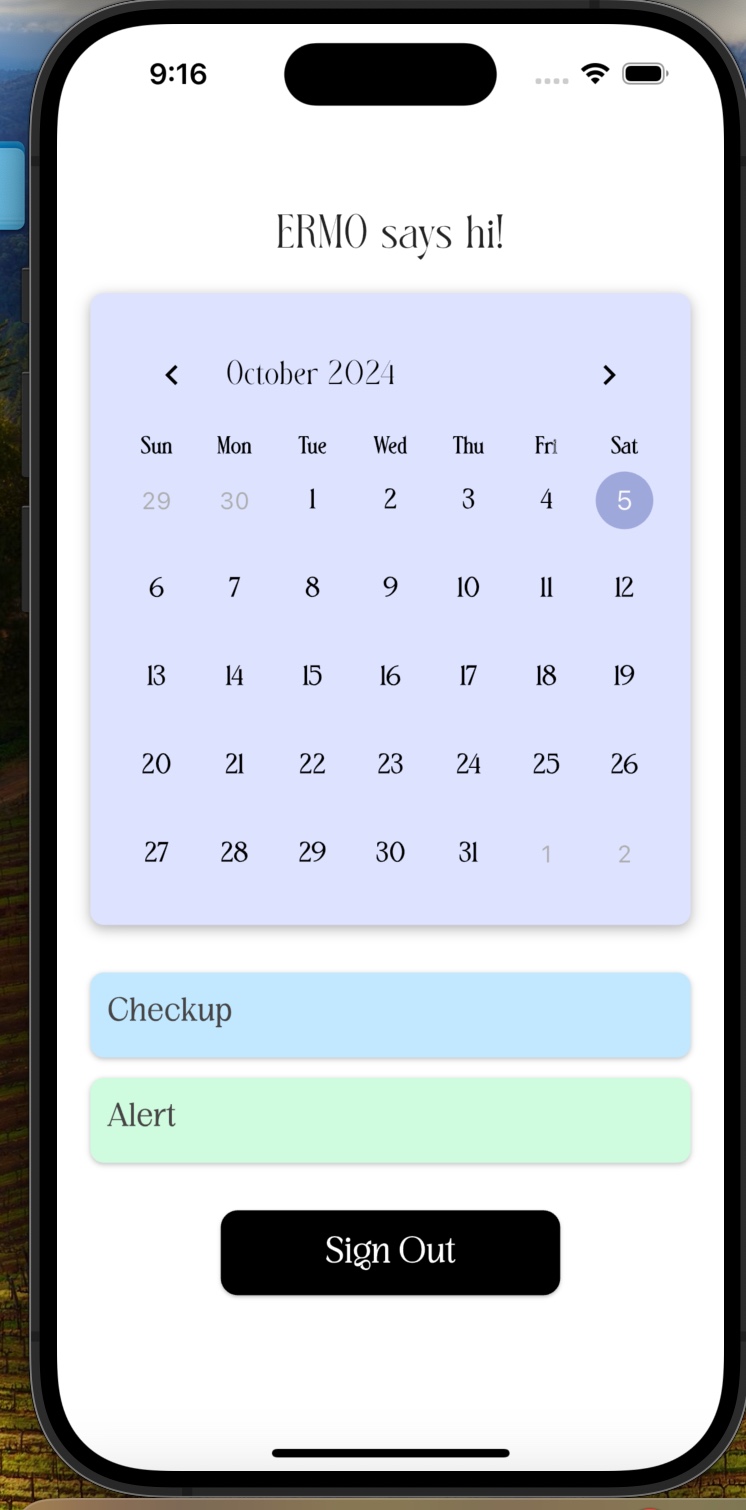 9:16
ERMO says hi!
October 2024
Sun Mon Tue Wed Thu Fri Sat
29 30 1 2 3 4 5
6 7 8 9 10 11 12
13 14 15 16 17 18 19
20 21 22 23 24 25 26
27 28 29 30 31 1 2
Checkup
Alert
Sign Out